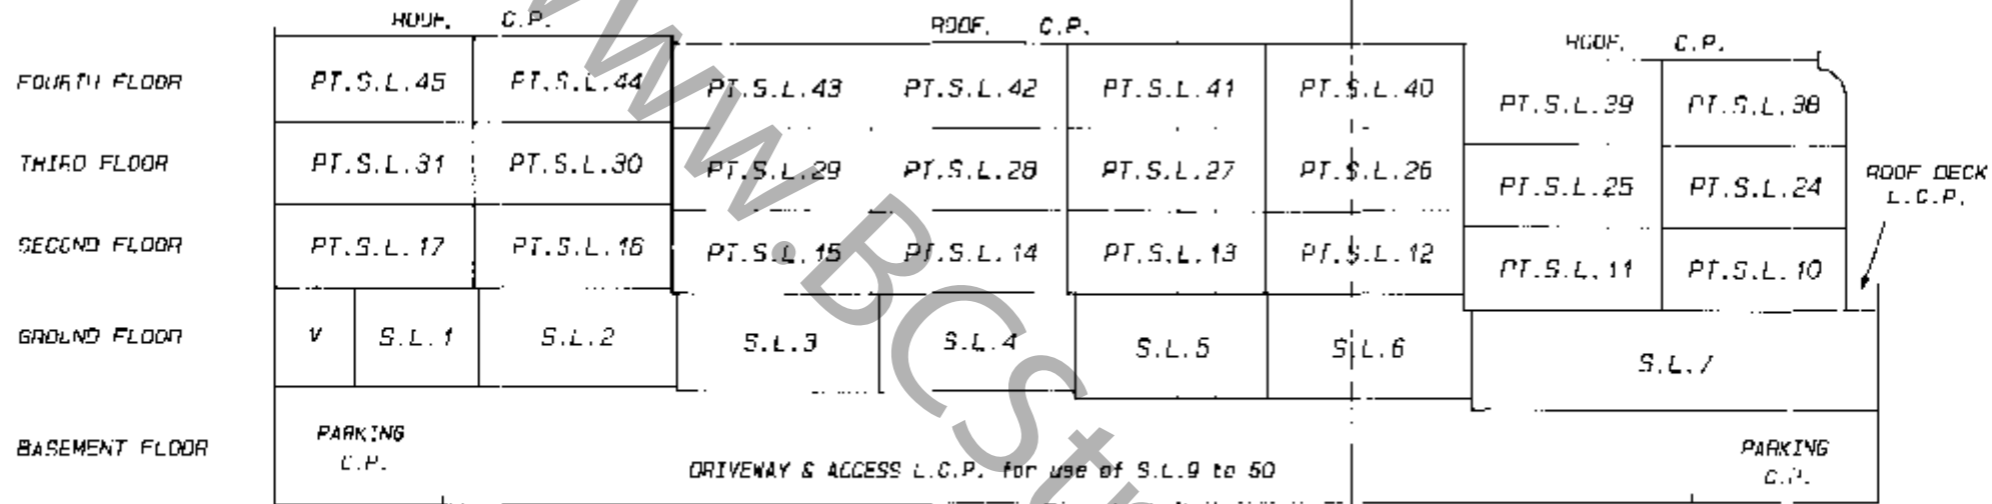 ROOF. C.P. ROOF. C.P. ROOF. C.P.
FOURTH FLOOR PT.S.L.45 PT.S.L.44 PT.S.L.43 PT.S.L.42 PT.S.L.41 PT.S.L.40 PT.S.L.39 PT.S.L.38
THIRD FLOOR PT.S.L.31 PT.S.L.30 PT.S.L.29 PT.S.L.28 PT.S.L.27 PT.S.L.26 PT.S.L.25 PT.S.L.24
ROOF DECK
L.C.P.
SECOND FLOOR PT.S.L.17 PT.S.L.16 PT.S.L.15 PT.S.L.14 PT.S.L.13 PT.S.L.12 PT.S.L.11 PT.S.L.10
GROUND FLOOR V S.L.1 S.L.2 S.L.3 S.L.4 S.L.5 S.L.6 S.L.7
BASEMENT FLOOR
PARKING
C.P.
DRIVEWAY & ACCESS L.C.P. for use of S.L.9 to 50
PARKING
C.P.
www.BCSt